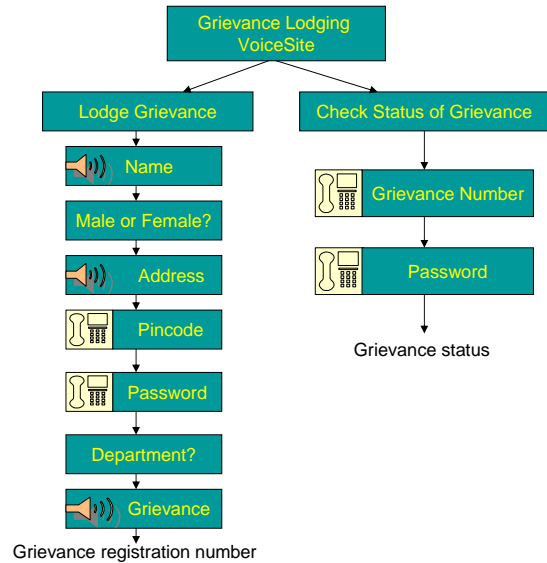 Grievance Lodging
VoiceSite
Lodge Grievance
Name
Male or Female?
Address
Pincode
Password
Department?
Grievance
Grievance registration number
Check Status of Grievance
Grievance Number
Password
Grievance status